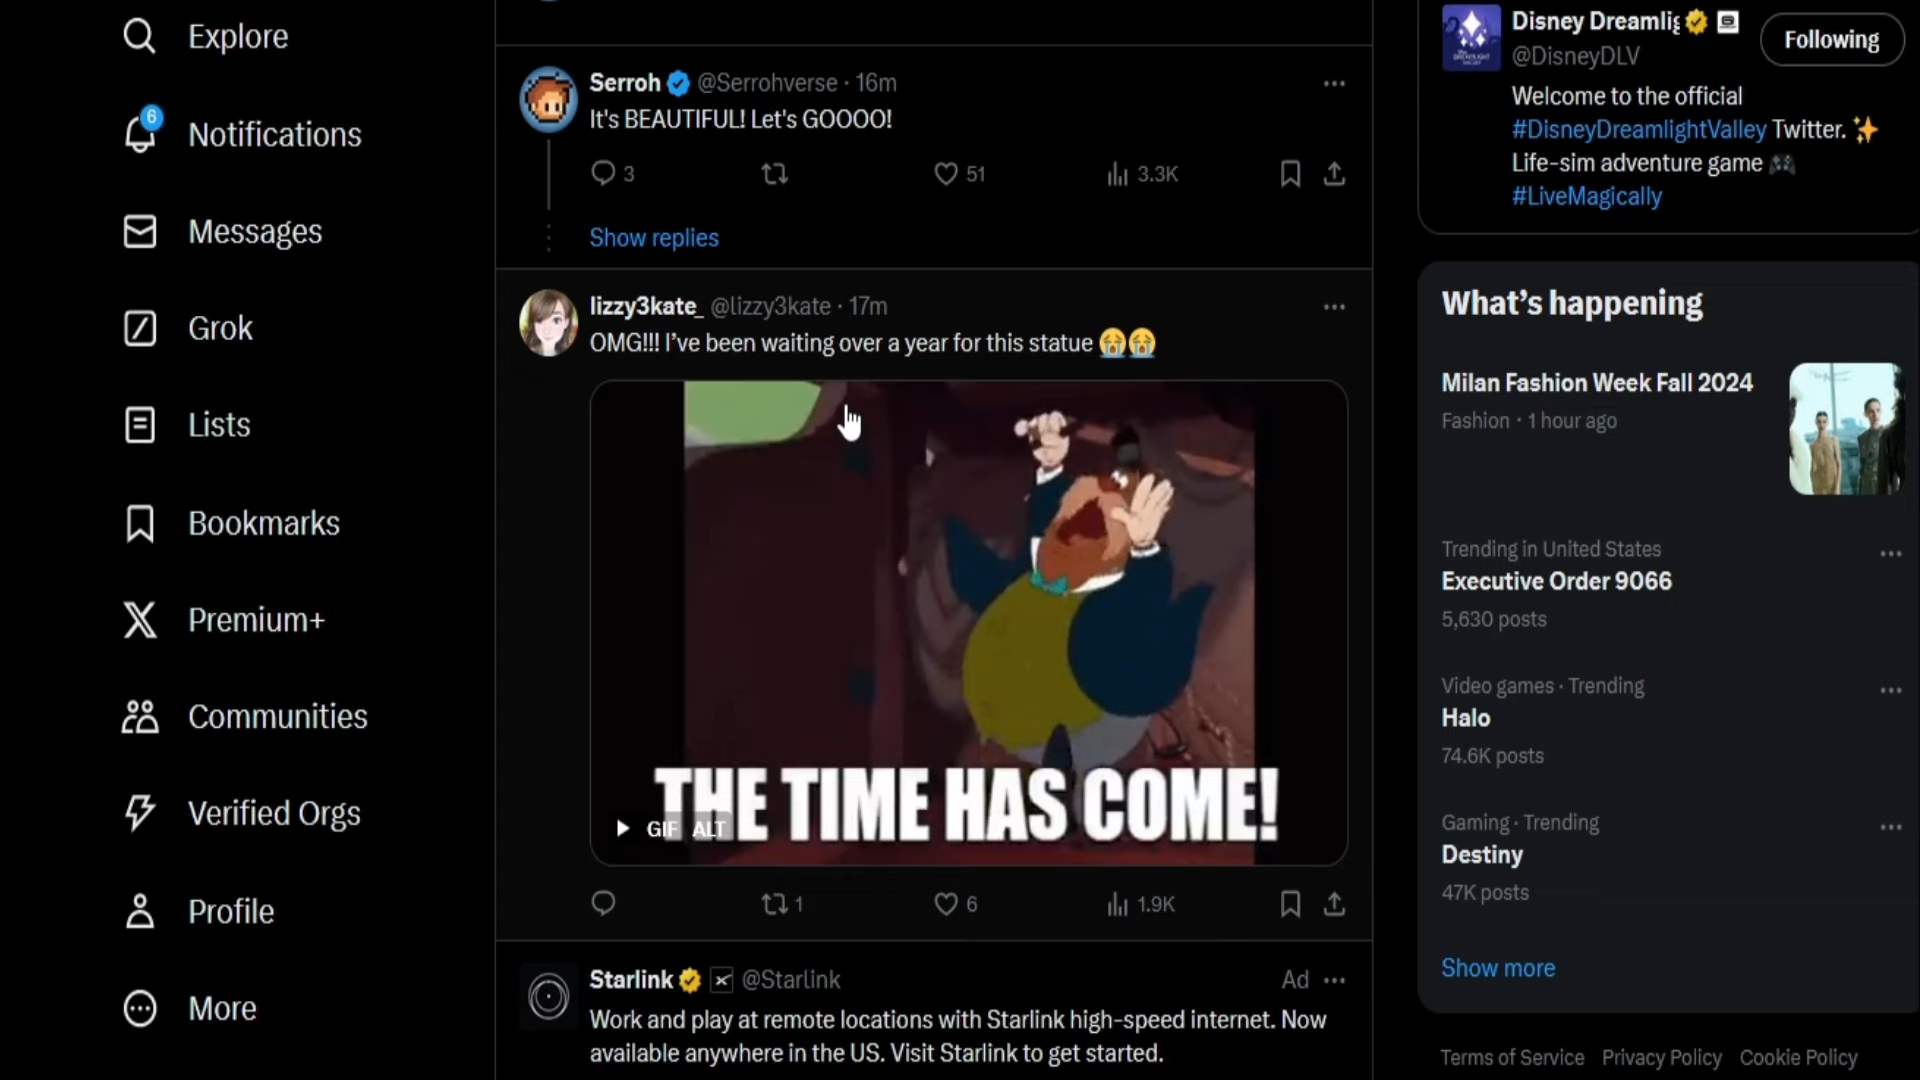 Explore
6
Notifications
Messages
Grok
Lists
Bookmarks
Premium+
Communities
Verified Orgs
Profile
More
Serroh @Serrohverse · 16m
It's BEAUTIFUL! Let's GOOOO!
3 51 3.3K
Show replies
lizzy3kate_ @lizzy3kate · 17m
OMG!!! I've been waiting over a year for this statue 😭😭
THE TIME HAS COME!
GIF ALT
1 6 1.9K
Starlink @Starlink Ad
Work and play at remote locations with Starlink high-speed internet. Now
available anywhere in the US. Visit Starlink to get started.
Disney Dreamlig
@DisneyDLV
Following
Welcome to the official
#DisneyDreamlightValley Twitter. ✨
Life-sim adventure game 🎮
#LiveMagically
What's happening
Milan Fashion Week Fall 2024
Fashion · 1 hour ago
Trending in United States
Executive Order 9066
5,630 posts
Video games · Trending
Halo
74.6K posts
Gaming · Trending
Destiny
47K posts
Show more
Terms of Service Privacy Policy Cookie Policy